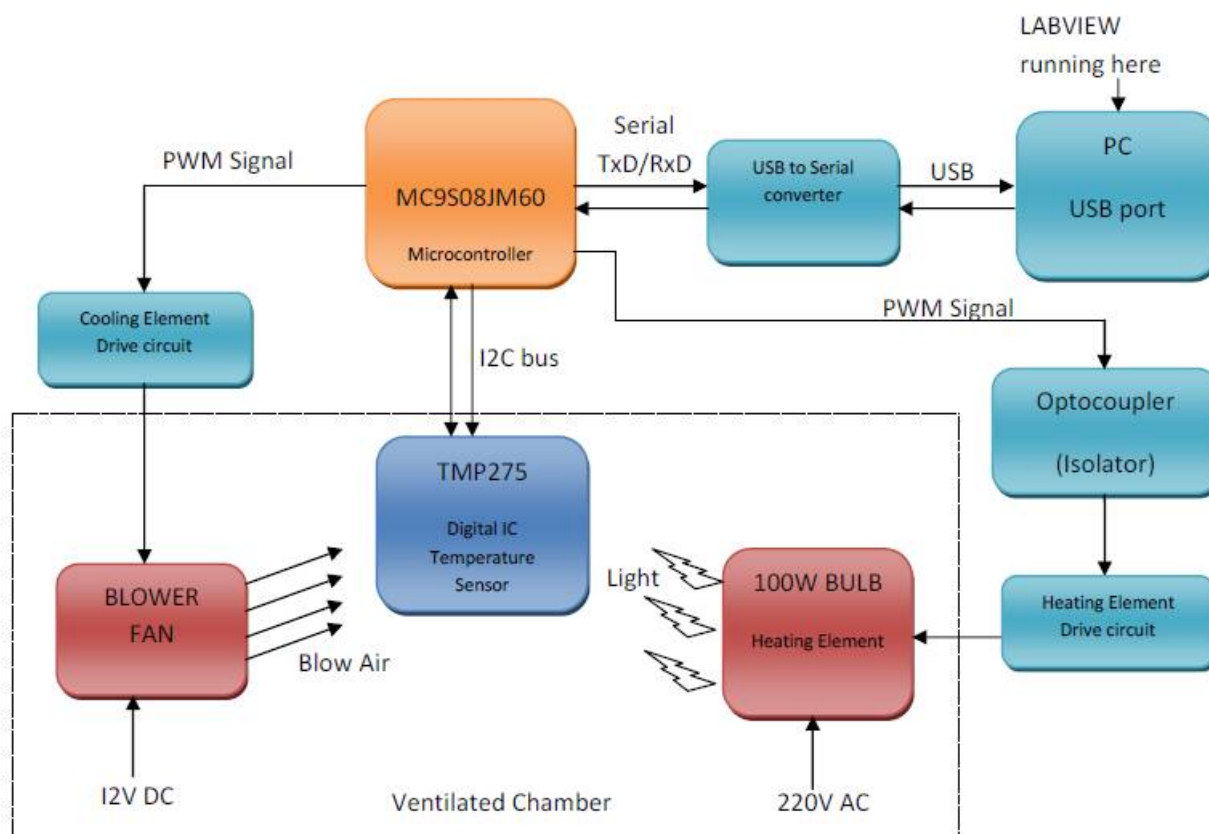 LABVIEW
running here
PC
USB port
Serial
TxD/RxD
USB to Serial
converter
USB
PWM Signal
MC9S08JM60
Microcontroller
PWM Signal
Cooling Element
Drive circuit
I2C bus
Optocoupler
(Isolator)
TMP275
Digital IC
Temperature
Sensor
Light
100W BULB
Heating Element
Heating Element
Drive circuit
BLOWER
FAN
Blow Air
I2V DC
Ventilated Chamber
220V AC